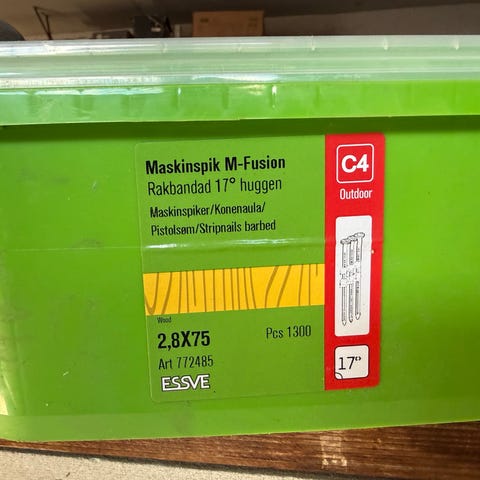 Maskinspik M-Fusion
Rakbandad 17° huggen
Maskinspiker/Konenaula/
Pistolsøm/Stripnails barbed
C4
Outdoor
Wood
2,8X75
Pcs 1300
Art 772485
ESSVE
17°